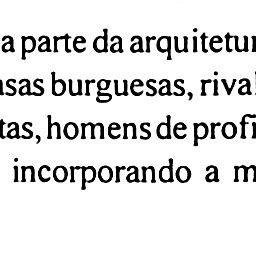 a parte da arquitetur
asas burguesas, rival
tas, homens de profi
incorporando a m